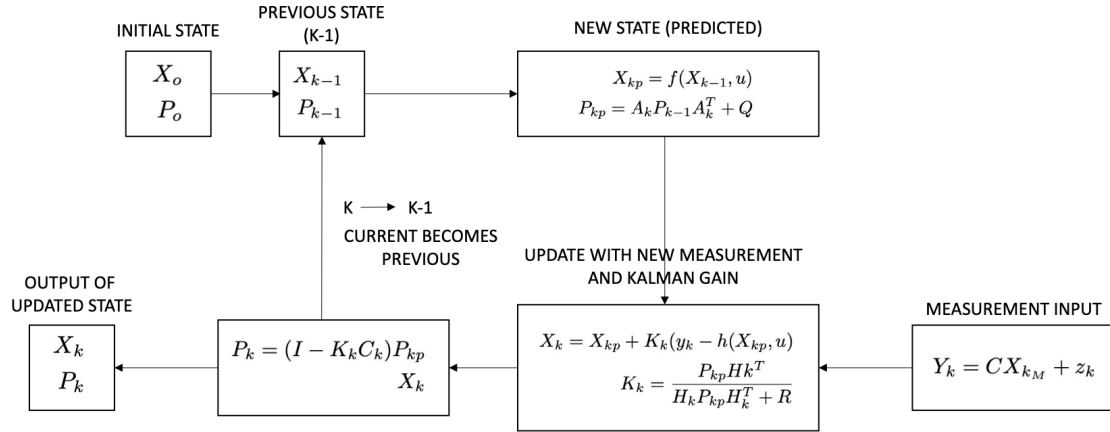 INITIAL STATE
X_o
P_o
PREVIOUS STATE
(K-1)
X_{k-1}
P_{k-1}
NEW STATE (PREDICTED)
X_{kp} = f(X_{k-1}, u)
P_{kp} = A_k P_{k-1} A_k^T + Q
K → K-1
CURRENT BECOMES
PREVIOUS
UPDATE WITH NEW MEASUREMENT
AND KALMAN GAIN
X_k = X_{kp} + K_k(y_k − h(X_{kp}, u)
K_k = \frac{P_{kp} Hk^T}{H_k P_{kp} H_k^T + R}
MEASUREMENT INPUT
Y_k = CX_{k_M} + z_k
P_k = (I − K_k C_k)P_{kp}
X_k
OUTPUT OF
UPDATED STATE
X_k
P_k